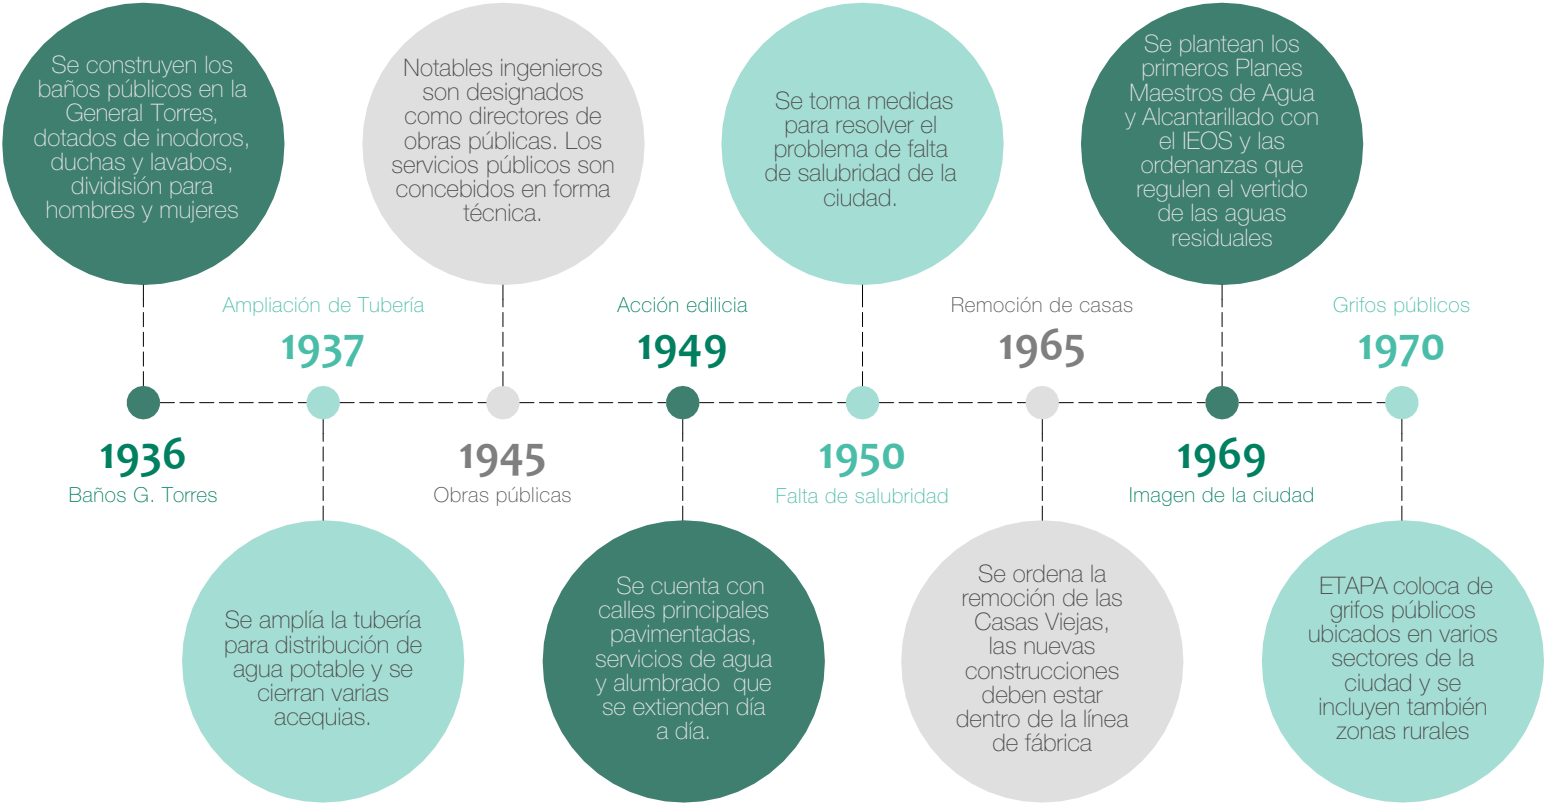 Se construyen los
baños públicos en la
General Torres,
dotados de inodoros,
duchas y lavabos,
dividisión para
hombres y mujeres
Notables ingenieros
son designados
como directores de
obras públicas. Los
servicios públicos son
concebidos en forma
técnica.
Se toma medidas
para resolver el
problema de falta
de salubridad de la
ciudad.
Se plantean los
primeros Planes
Maestros de Agua
y Alcantarillado con
el IEOS y las
ordenanzas que
regulen el vertido
de las aguas
residuales
Ampliación de Tubería
1937
Acción edilicia
1949
Remoción de casas
1965
Grifos públicos
1970
1936
Baños G. Torres
1945
Obras públicas
1950
Falta de salubridad
1969
Imagen de la ciudad
Se amplía la tubería
para distribución de
agua potable y se
cierran varias
acequias.
Se cuenta con
calles principales
pavimentadas,
servicios de agua
y alumbrado que
se extienden día
a día.
Se ordena la
remoción de las
Casas Viejas,
las nuevas
construcciones
deben estar
dentro de la línea
de fábrica
ETAPA coloca de
grifos públicos
ubicados en varios
sectores de la
ciudad y se
incluyen también
zonas rurales